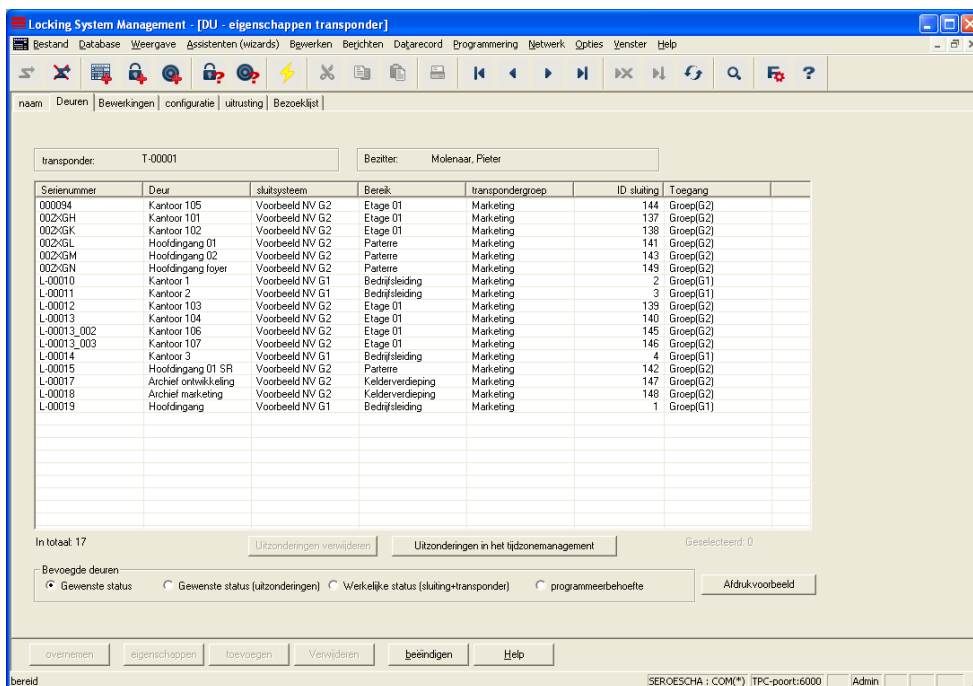 Locking System Management - [DU - eigenschappen transponder]
Bestand Database Weergave Assistenten (wizards) Bewerken Berichten Datarecord Programmering Netwerk Opties Venster Help
naam Deuren Bewerkingen configuratie uitrusting Bezoeklijst
transponder: T-00001 Bezitter: Molenaar, Pieter
Serienummer Deur sluitsysteem Bereik transpondergroep ID sluiting Toegang
000094 Kantoor 105 Voorbeeld NV G2 Etage 01 Marketing 144 Groep(G2)
002XGH Kantoor 101 Voorbeeld NV G2 Etage 01 Marketing 137 Groep(G2)
002XGK Kantoor 102 Voorbeeld NV G2 Etage 01 Marketing 138 Groep(G2)
002XGL Hoofdingang 01 Voorbeeld NV G2 Parterre Marketing 141 Groep(G2)
002XGM Hoofdingang 02 Voorbeeld NV G2 Parterre Marketing 143 Groep(G2)
002XGN Hoofdingang foyer Voorbeeld NV G2 Parterre Marketing 149 Groep(G2)
L-00010 Kantoor 1 Voorbeeld NV G1 Bedrijfsleiding Marketing 2 Groep(G1)
L-00011 Kantoor 2 Voorbeeld NV G1 Bedrijfsleiding Marketing 3 Groep(G1)
L-00012 Kantoor 103 Voorbeeld NV G2 Etage 01 Marketing 139 Groep(G2)
L-00013 Kantoor 104 Voorbeeld NV G2 Etage 01 Marketing 140 Groep(G2)
L-00013_002 Kantoor 106 Voorbeeld NV G2 Etage 01 Marketing 145 Groep(G2)
L-00013_003 Kantoor 107 Voorbeeld NV G2 Etage 01 Marketing 146 Groep(G2)
L-00014 Kantoor 3 Voorbeeld NV G1 Bedrijfsleiding Marketing 4 Groep(G1)
L-00015 Hoofdingang 01 SR Voorbeeld NV G2 Parterre Marketing 142 Groep(G2)
L-00017 Archief ontwikkeling Voorbeeld NV G2 Kelderverdieping Marketing 147 Groep(G2)
L-00018 Archief marketing Voorbeeld NV G2 Kelderverdieping Marketing 148 Groep(G2)
L-00019 Hoofdingang Voorbeeld NV G1 Bedrijfsleiding Marketing 1 Groep(G1)
In totaal: 17 Uitzonderingen verwijderen Uitzonderingen in het tijdzonemanagement Geselecteerd: 0
Bevoegde deuren
Gewenste status Gewenste status (uitzonderingen) Werkelijke status (sluiting+transponder) programmeerbehoefte Afdrukvoorbeeld
overnemen eigenschappen toevoegen Verwijderen beëindigen Help
bereid SEROESCHA : COM(*) TPC-poort:6000 Admin